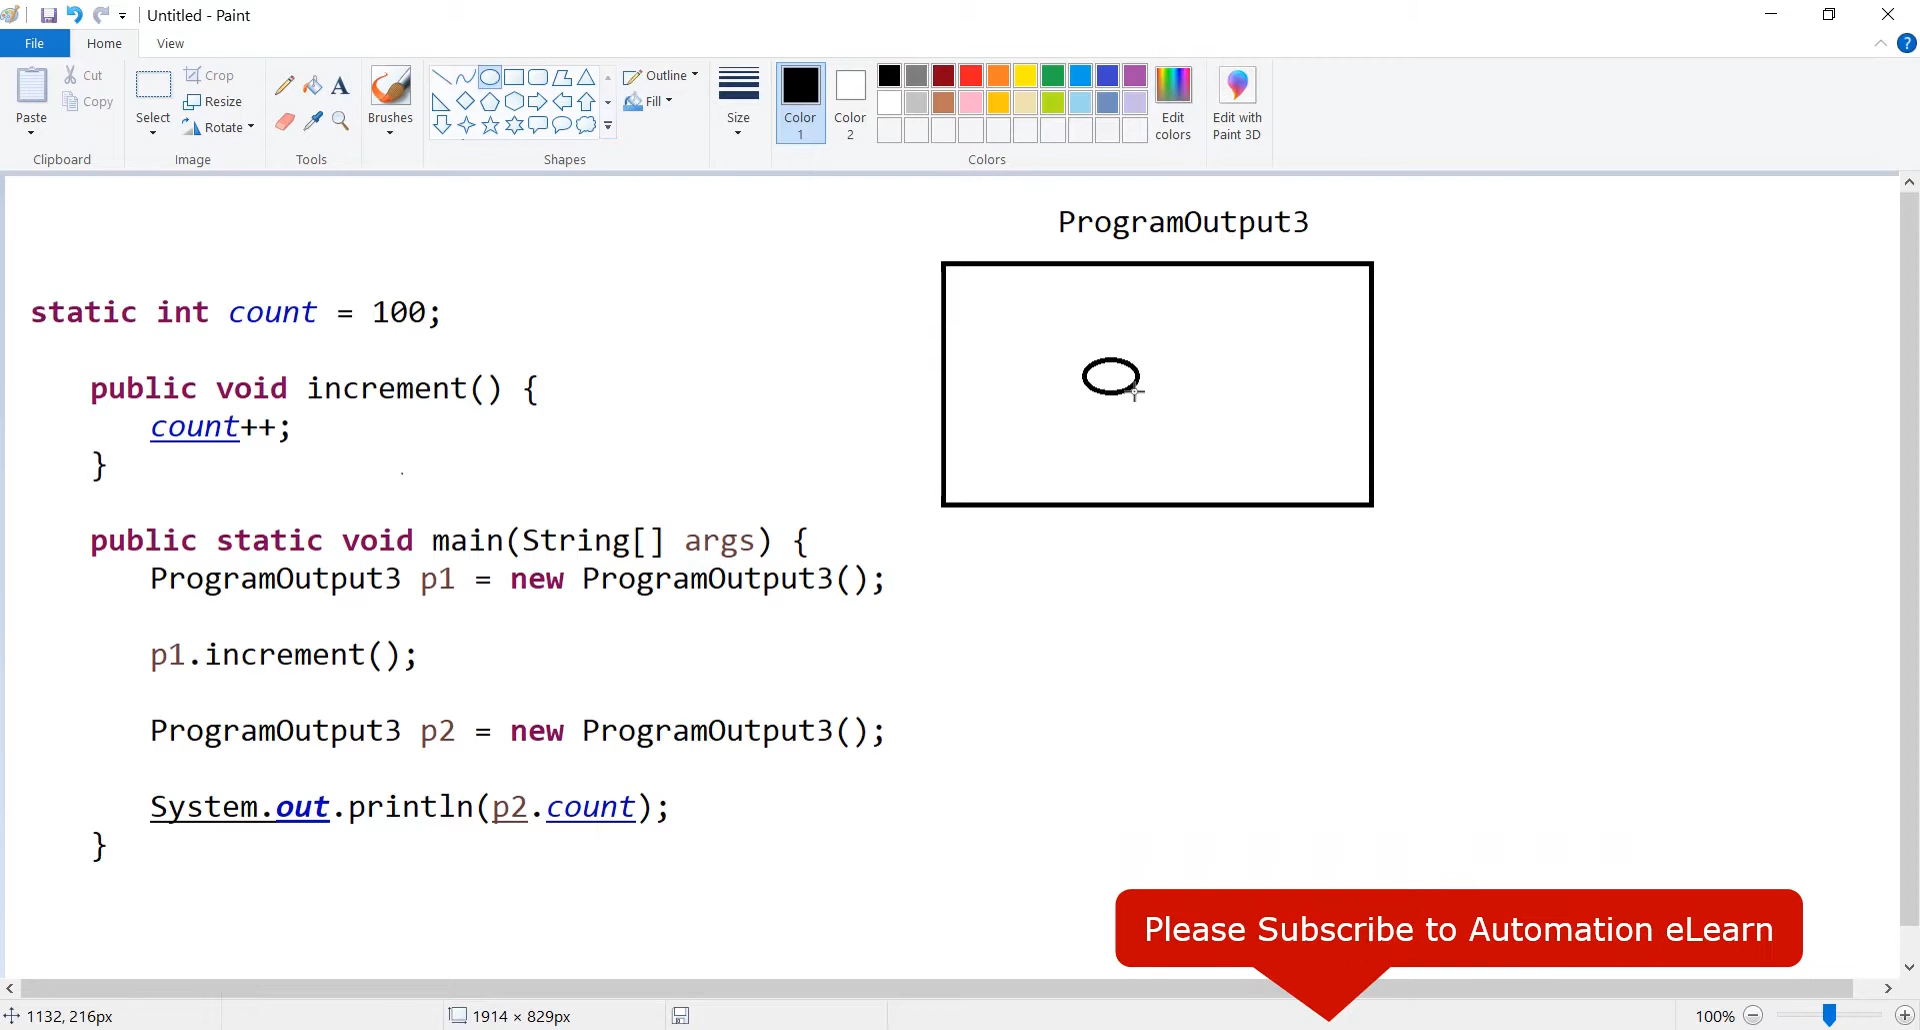 Untitled - Paint
File Home View
Paste
Cut
Copy
Clipboard
Select
Crop
Resize
Rotate
Image
A
Tools
Brushes
Outline
Fill
Shapes
Size
Color 1
Color 2
Edit colors
Edit with Paint 3D
Colors
ProgramOutput3
static int count = 100;
public void increment() {
count++;
}
public static void main(String[] args) {
ProgramOutput3 p1 = new ProgramOutput3();
p1.increment();
ProgramOutput3 p2 = new ProgramOutput3();
System.out.println(p2.count);
}
Please Subscribe to Automation eLearn
1132, 216px
1914 × 829px
100%